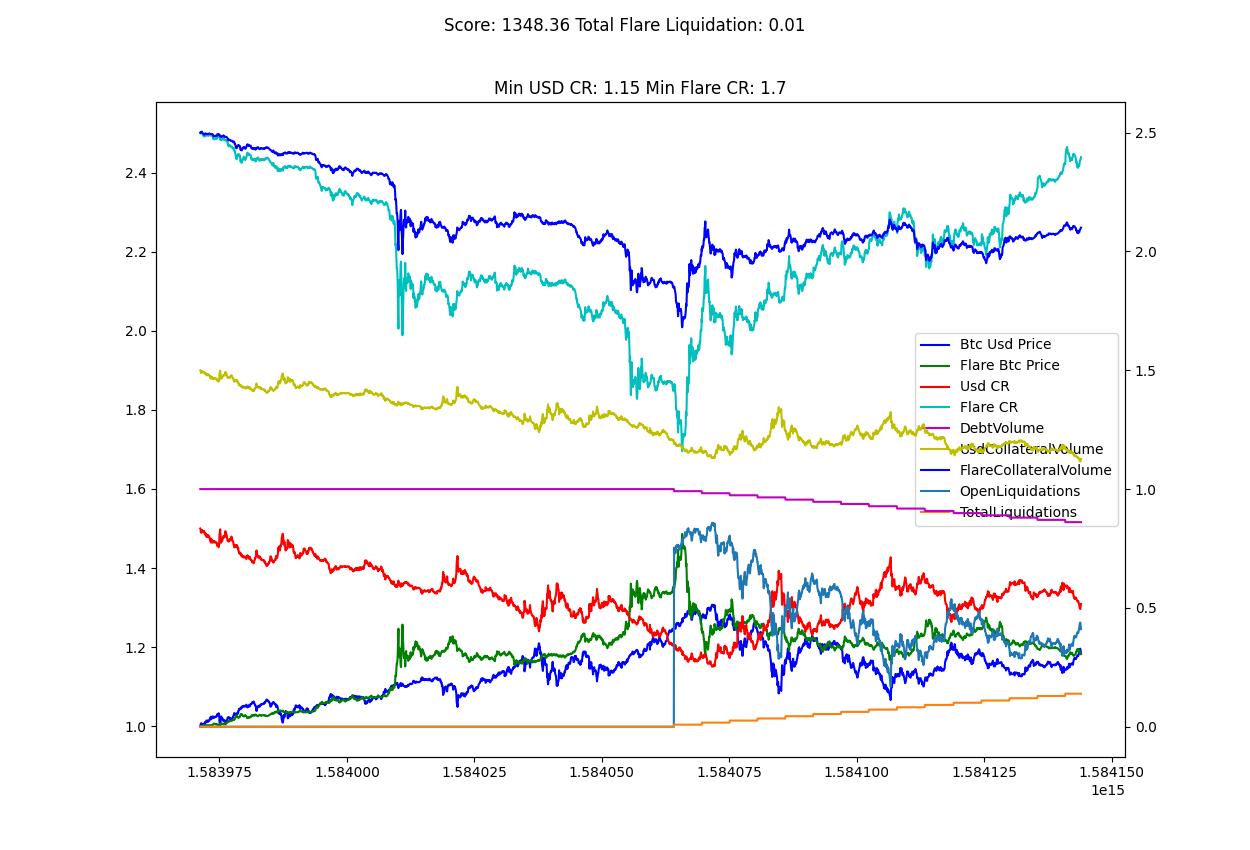 Score: 1348.36 Total Flare Liquidation: 0.01
Min USD CR: 1.15 Min Flare CR: 1.7
2.4
2.2
2.0
1.8
1.6
1.4
1.2
1.0
2.5
2.0
1.5
1.0
0.5
0.0
Btc Usd Price
Flare Btc Price
Usd CR
Flare CR
DebtVolume
UsdCollateralVolume
FlareCollateralVolume
OpenLiquidations
TotalLiquidations
1.583975 1.584000 1.584025 1.584050 1.584075 1.584100 1.584125 1.584150
1e15